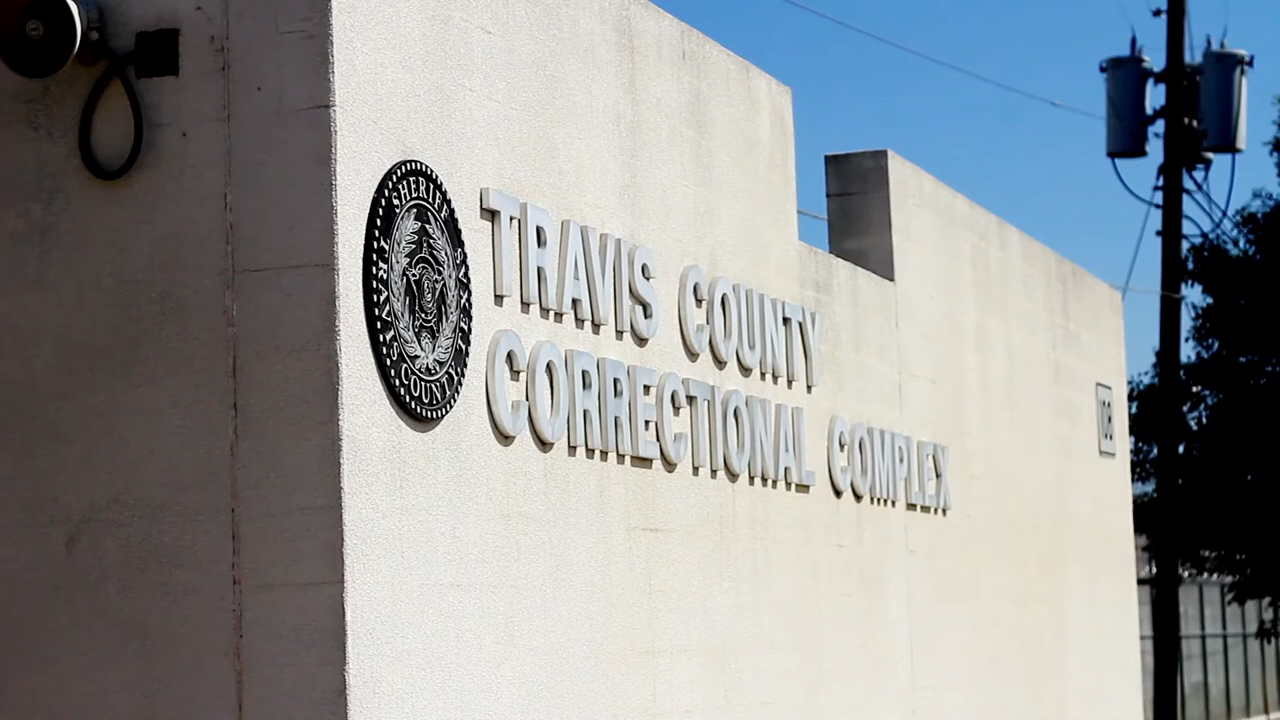 SHERIFF
TRAVIS COUNTY, TEXAS
TRAVIS COUNTY
CORRECTIONAL COMPLEX